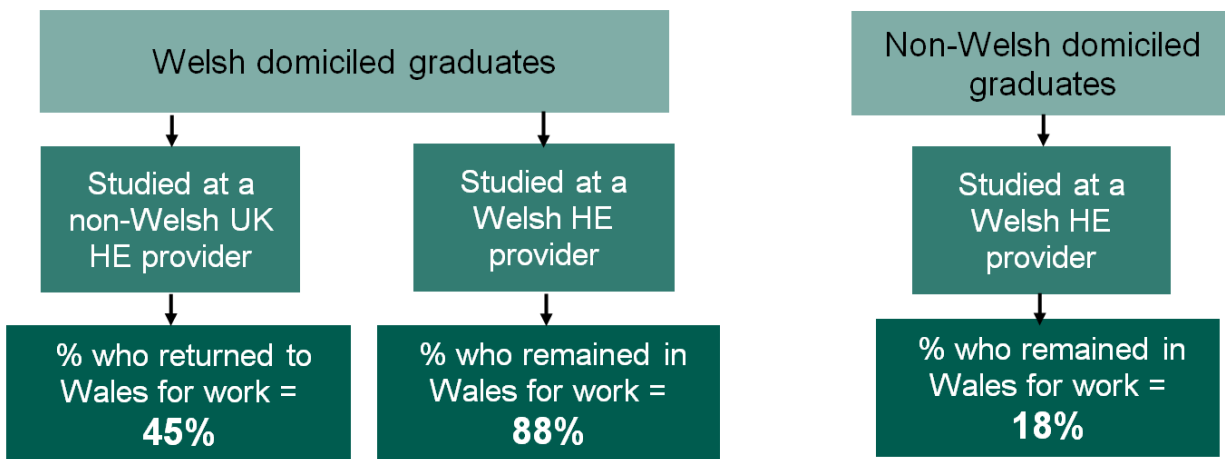 Welsh domiciled graduates
Studied at a
non-Welsh UK
HE provider
% who returned to
Wales for work =
45%
Studied at a
Welsh HE
provider
% who remained in
Wales for work =
88%
Non-Welsh domiciled
graduates
Studied at a
Welsh HE
provider
% who remained in
Wales for work =
18%